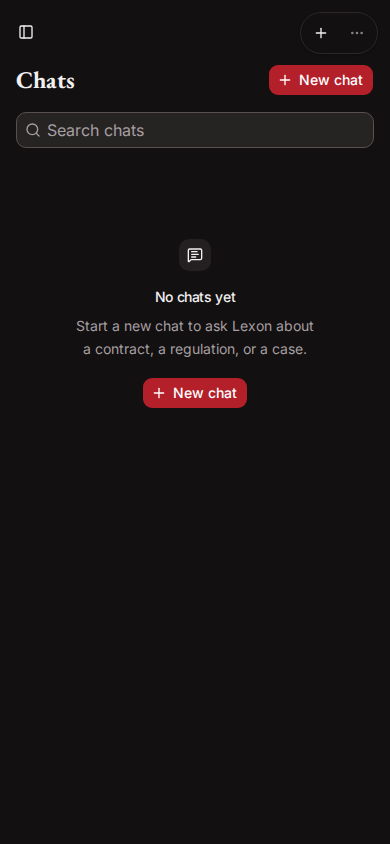 Chats
New chat
Search chats
No chats yet
Start a new chat to ask Lexon about
a contract, a regulation, or a case.
New chat